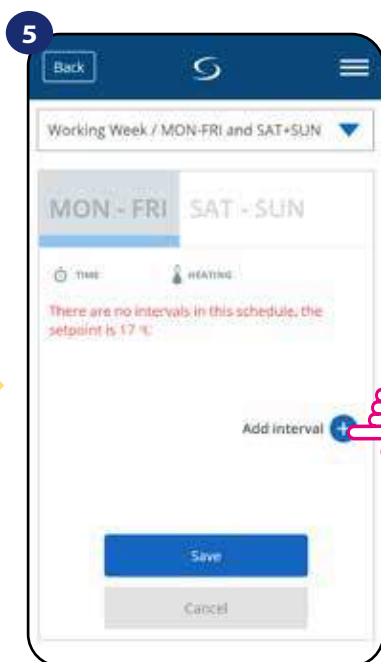 5
Back
Working Week / MON-FRI and SAT+SUN
MON - FRI SAT - SUN
TIME HEATING
There are no intervals in this schedule, the
setpoint is 17 °C
Add interval +
Save
Cancel